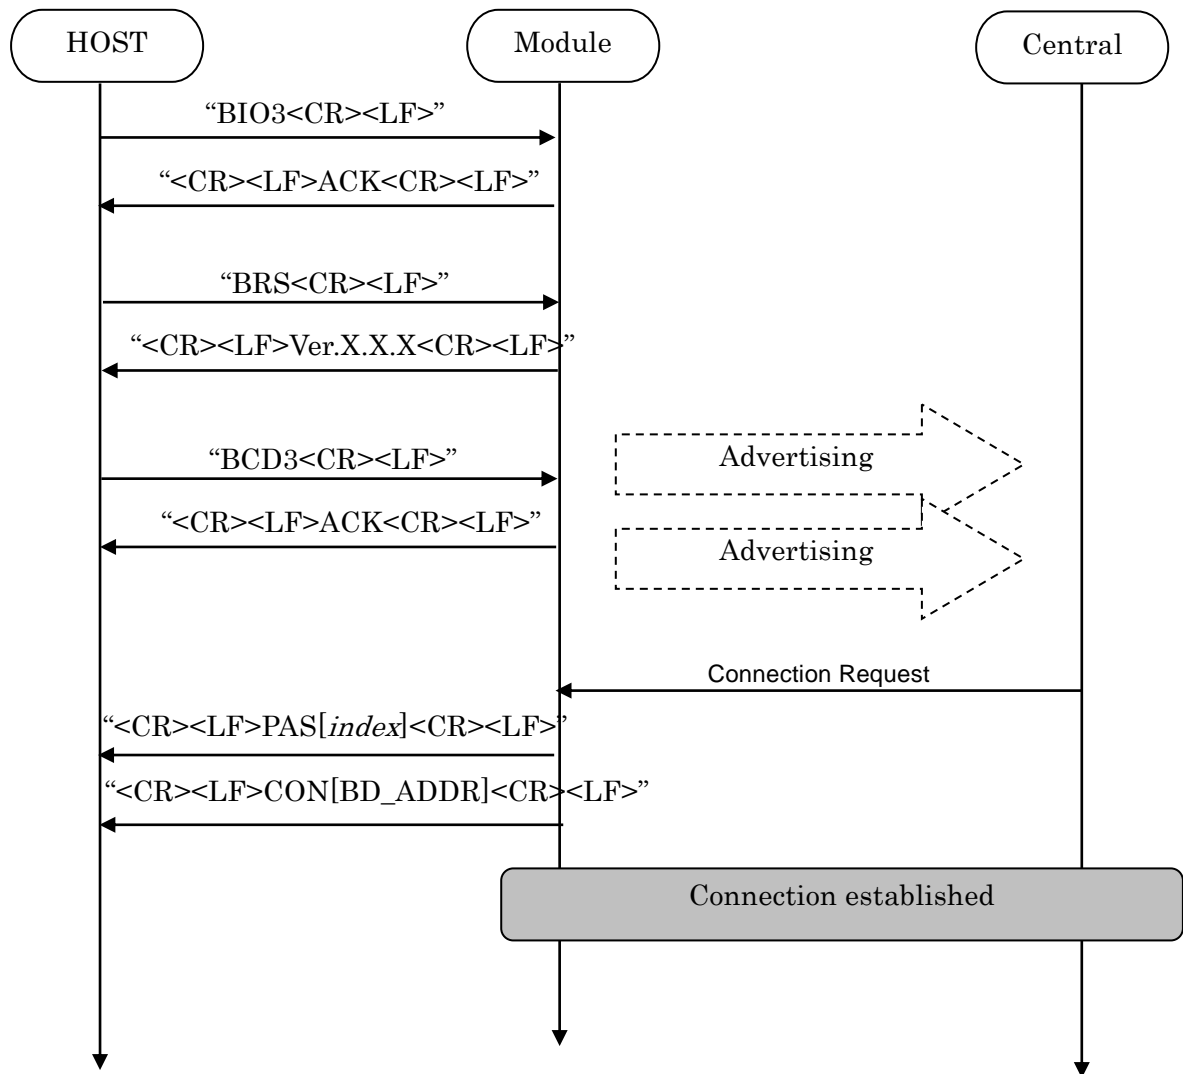 HOST
Module
Central
“BIO3<CR><LF>”
“<CR><LF>ACK<CR><LF>”
“BRS<CR><LF>”
“<CR><LF>Ver.X.X.X<CR><LF>”
“BCD3<CR><LF>”
Advertising
“<CR><LF>ACK<CR><LF>”
Advertising
Connection Request
“<CR><LF>PAS[index]<CR><LF>”
“<CR><LF>CON[BD_ADDR]<CR><LF>”
Connection established